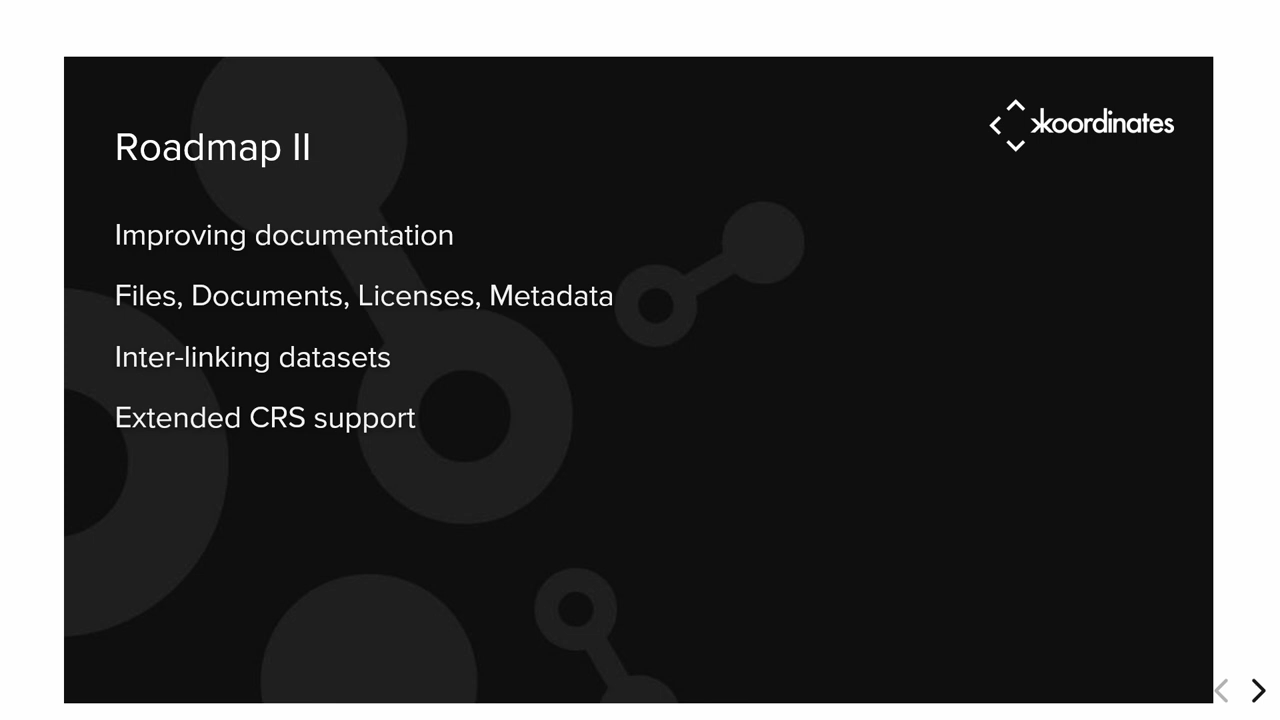 Roadmap II
koordinates
Improving documentation
Files, Documents, Licenses, Metadata
Inter-linking datasets
Extended CRS support